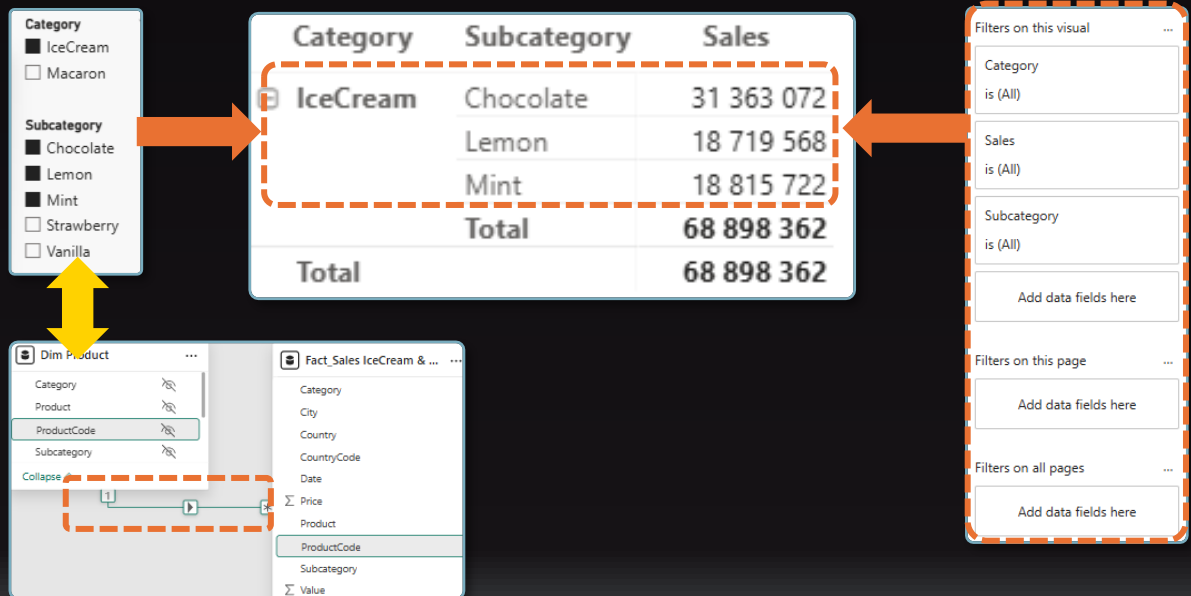 Category
IceCream
Macaron
Subcategory
Chocolate
Lemon
Mint
Strawberry
Vanilla
Category Subcategory Sales
IceCream Chocolate 31 363 072
Lemon 18 719 568
Mint 18 815 722
Total 68 898 362
Total 68 898 362
Filters on this visual ...
Category
is (All)
Sales
is (All)
Subcategory
is (All)
Add data fields here
Filters on this page ...
Add data fields here
Filters on all pages ...
Add data fields here
Dim Product ...
Category
Product
ProductCode
Subcategory
Collapse
1
*
Fact_Sales IceCream & ... ...
Category
City
Country
CountryCode
Date
Σ Price
Product
ProductCode
Subcategory
Σ Value